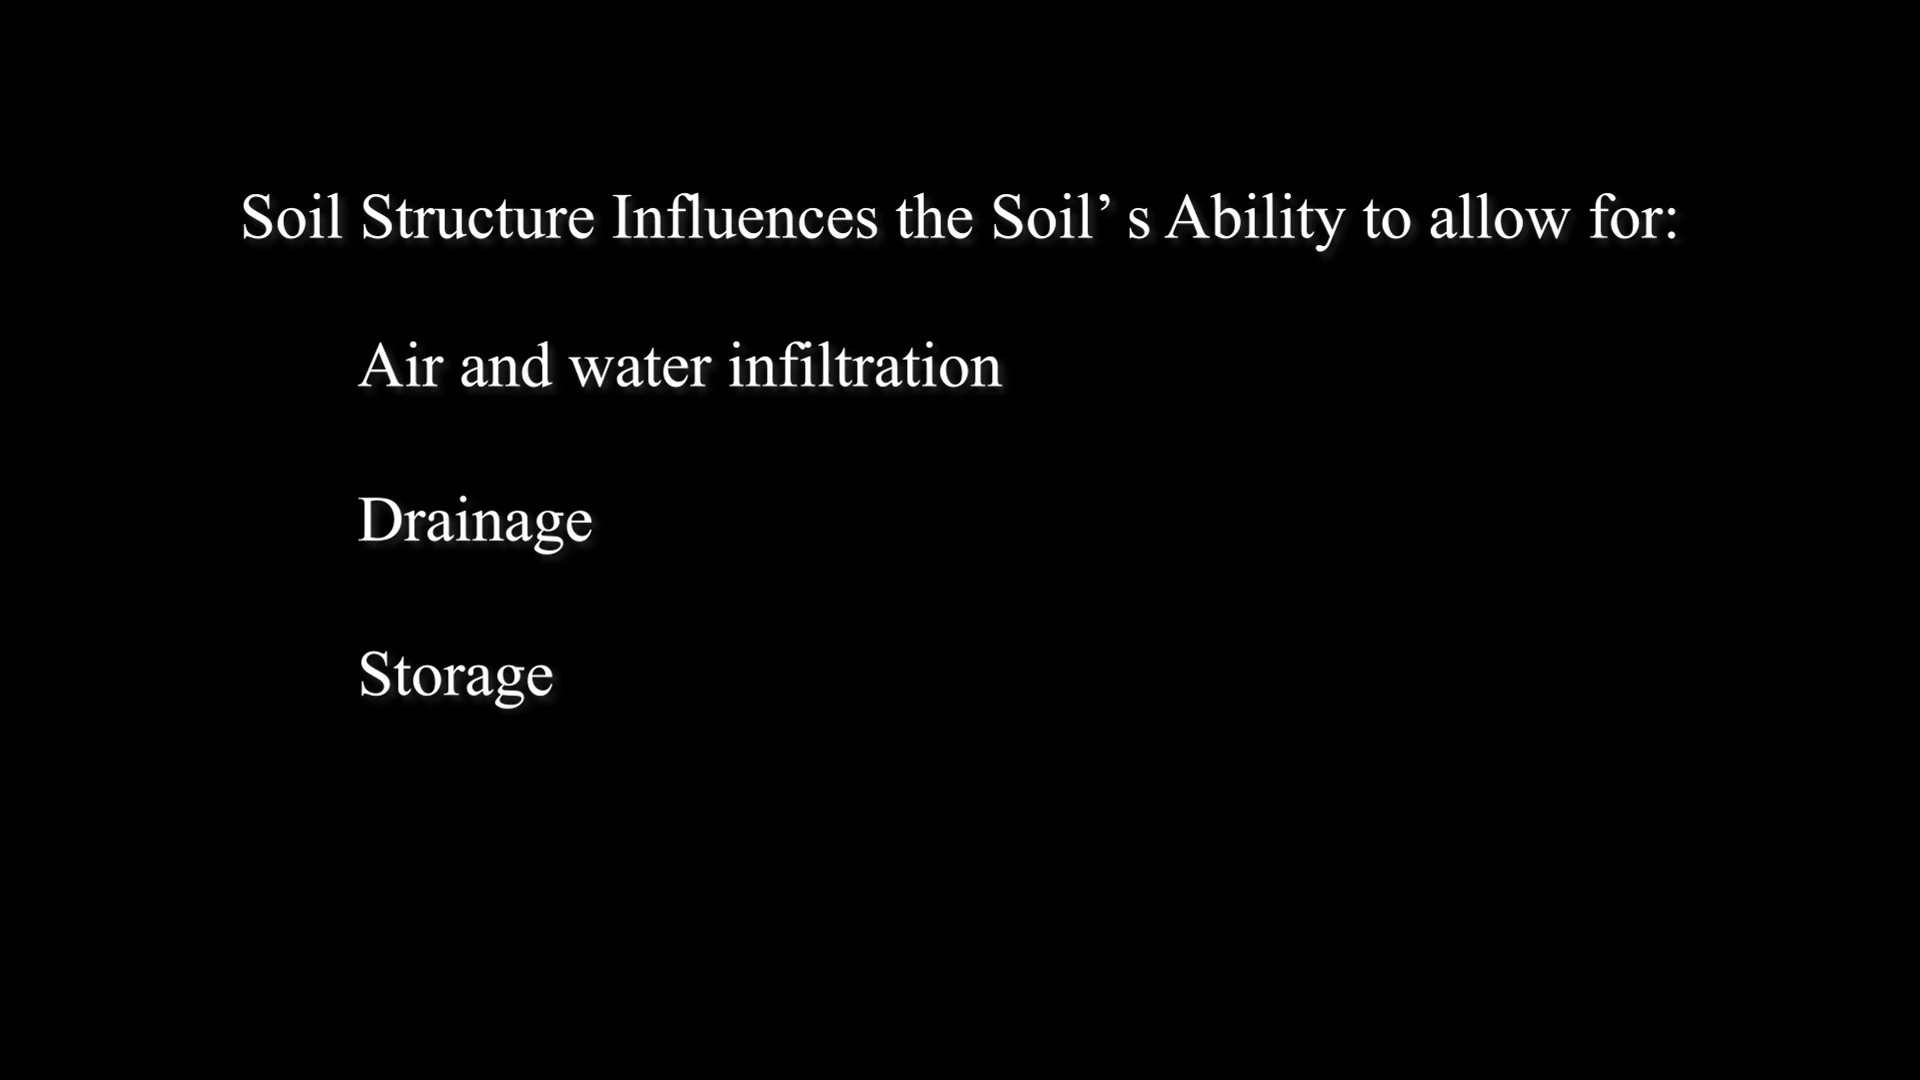 Soil Structure Influences the Soil’ s Ability to allow for:
Air and water infiltration
Drainage
Storage